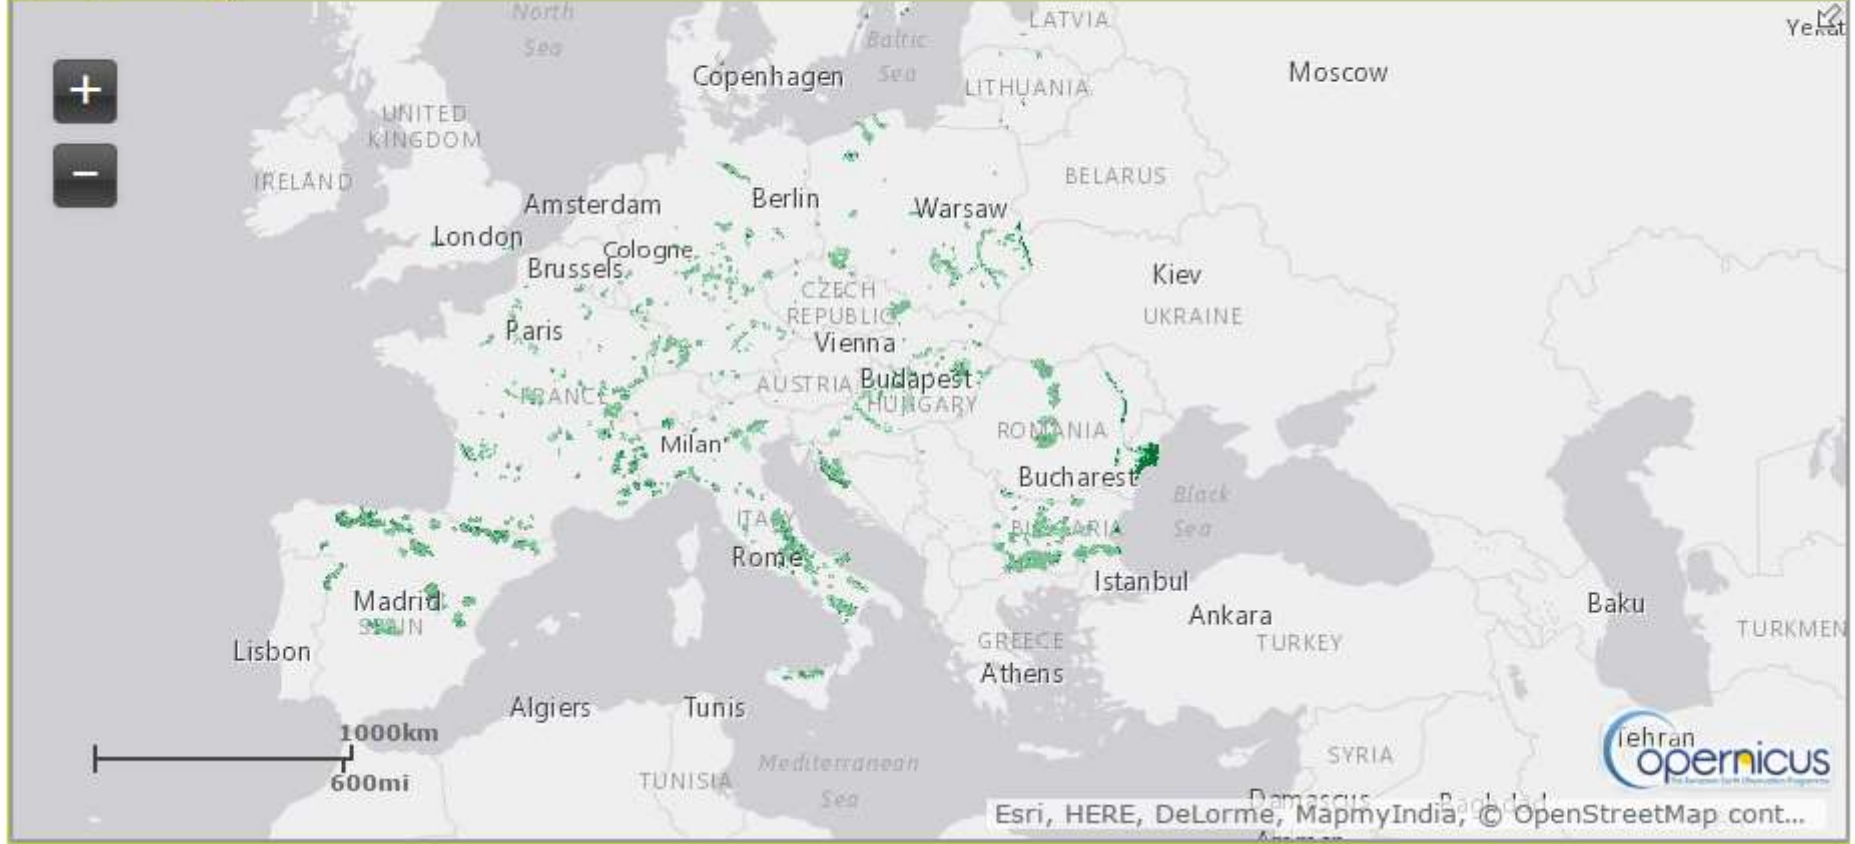 North
Sea
LATVIA
Baltic
Sea
Copenhagen
Moscow
LITHUANIA
+
UNITED
KINGDOM
−
IRELAND
BELARUS
Amsterdam
Berlin
Warsaw
London
Cologne
Brussels
Kiev
CZECH
REPUBLIC
UKRAINE
Paris
Vienna
AUSTRIA
Budapest
FRANCE
HUNGARY
ROMANIA
Milan
Bucharest
Black
Sea
ITALY
BULGARIA
Rome
Istanbul
Madrid
SPAIN
Ankara
Baku
TURKMEN
GREECE
TURKEY
Lisbon
Athens
Algiers
Tunis
1000km
600mi
Tehran
opernicus
SYRIA
Mediterranean
Sea
TUNISIA
Damascus
Baghdad
Esri, HERE, DeLorme, MapmyIndia, © OpenStreetMap cont...